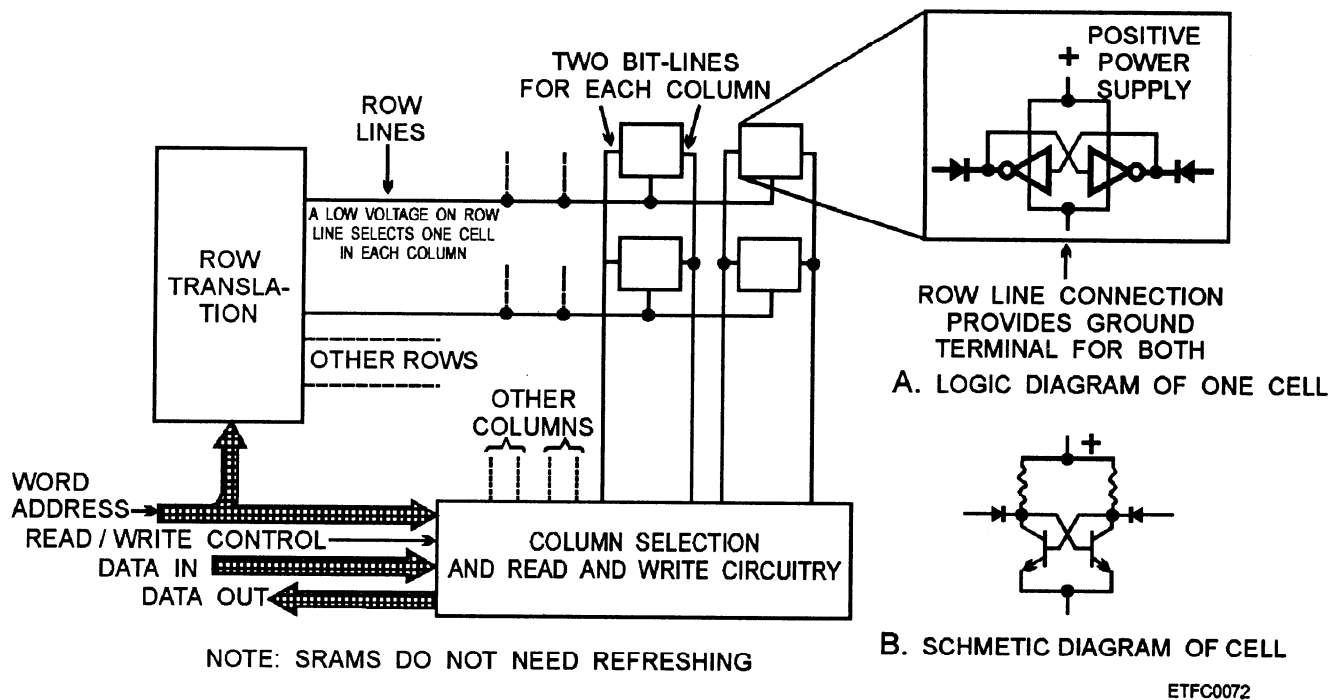 TWO BIT-LINES
FOR EACH COLUMN
ROW
LINES
A LOW VOLTAGE ON ROW
LINE SELECTS ONE CELL
IN EACH COLUMN
ROW
TRANSLA-
TION
OTHER ROWS
OTHER
COLUMNS
WORD
ADDRESS
READ / WRITE CONTROL
DATA IN
DATA OUT
COLUMN SELECTION
AND READ AND WRITE CIRCUITRY
NOTE: SRAMS DO NOT NEED REFRESHING
+
POSITIVE
POWER
SUPPLY
ROW LINE CONNECTION
PROVIDES GROUND
TERMINAL FOR BOTH
A. LOGIC DIAGRAM OF ONE CELL
+
B. SCHMETIC DIAGRAM OF CELL
ETFC0072